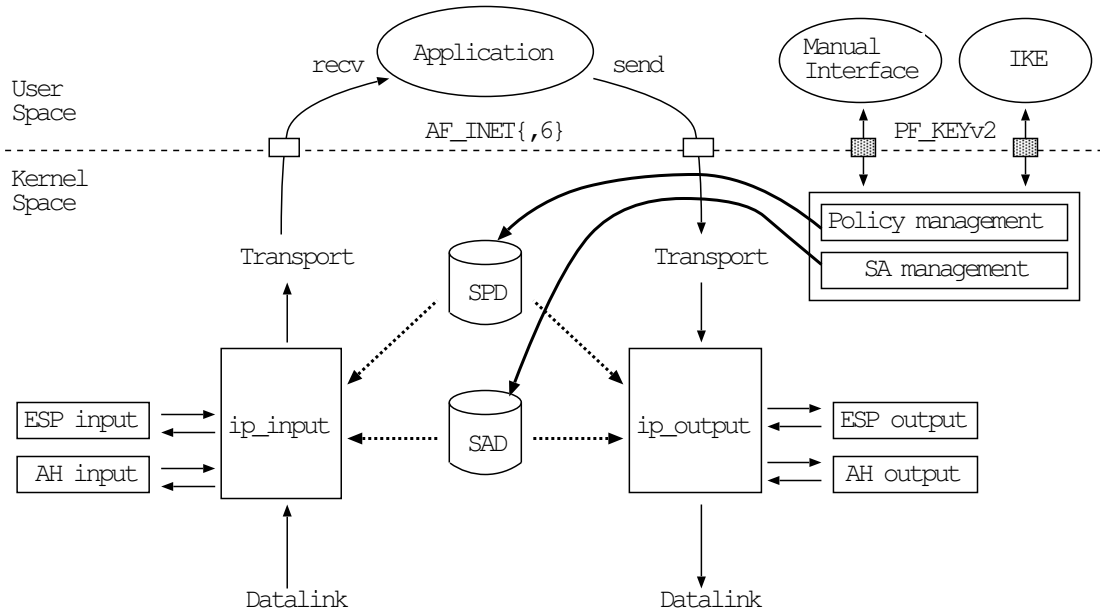 Application
Manual
Interface
IKE
recv
send
User
Space
AF_INET{,6}
PF_KEYv2
Kernel
Space
Policy management
SA management
Transport
Transport
SPD
ESP input
ip_input
SAD
ip_output
ESP output
AH input
AH output
Datalink
Datalink